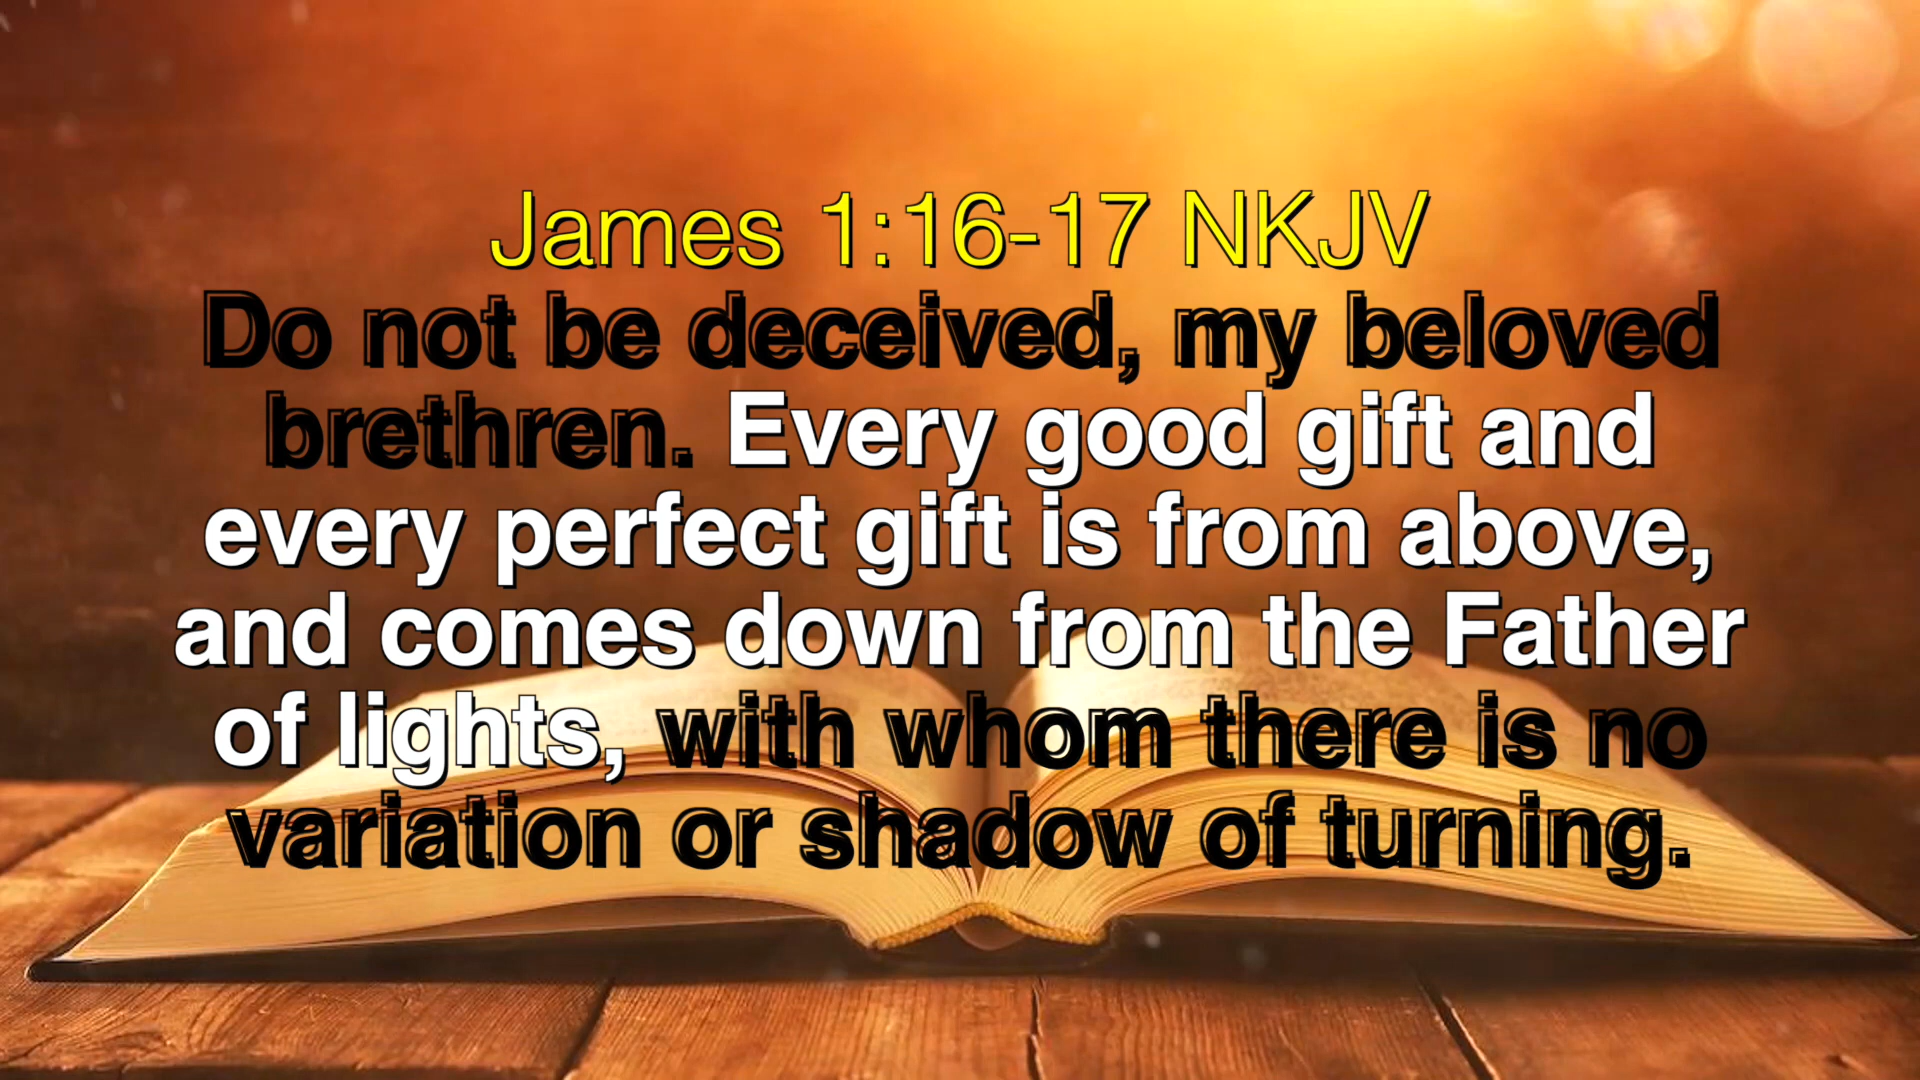 James 1:16-17 NKJV
Do not be deceived, my beloved
brethren. Every good gift and
every perfect gift is from above,
and comes down from the Father
of lights, with whom there is no
variation or shadow of turning.